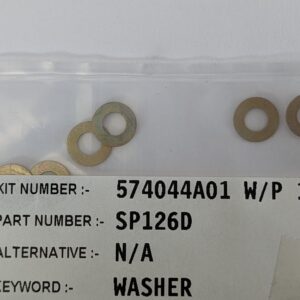 KIT NUMBER :- 574044A01 W/P
PART NUMBER :- SP126D
ALTERNATIVE :- N/A
KEYWORD :- WASHER